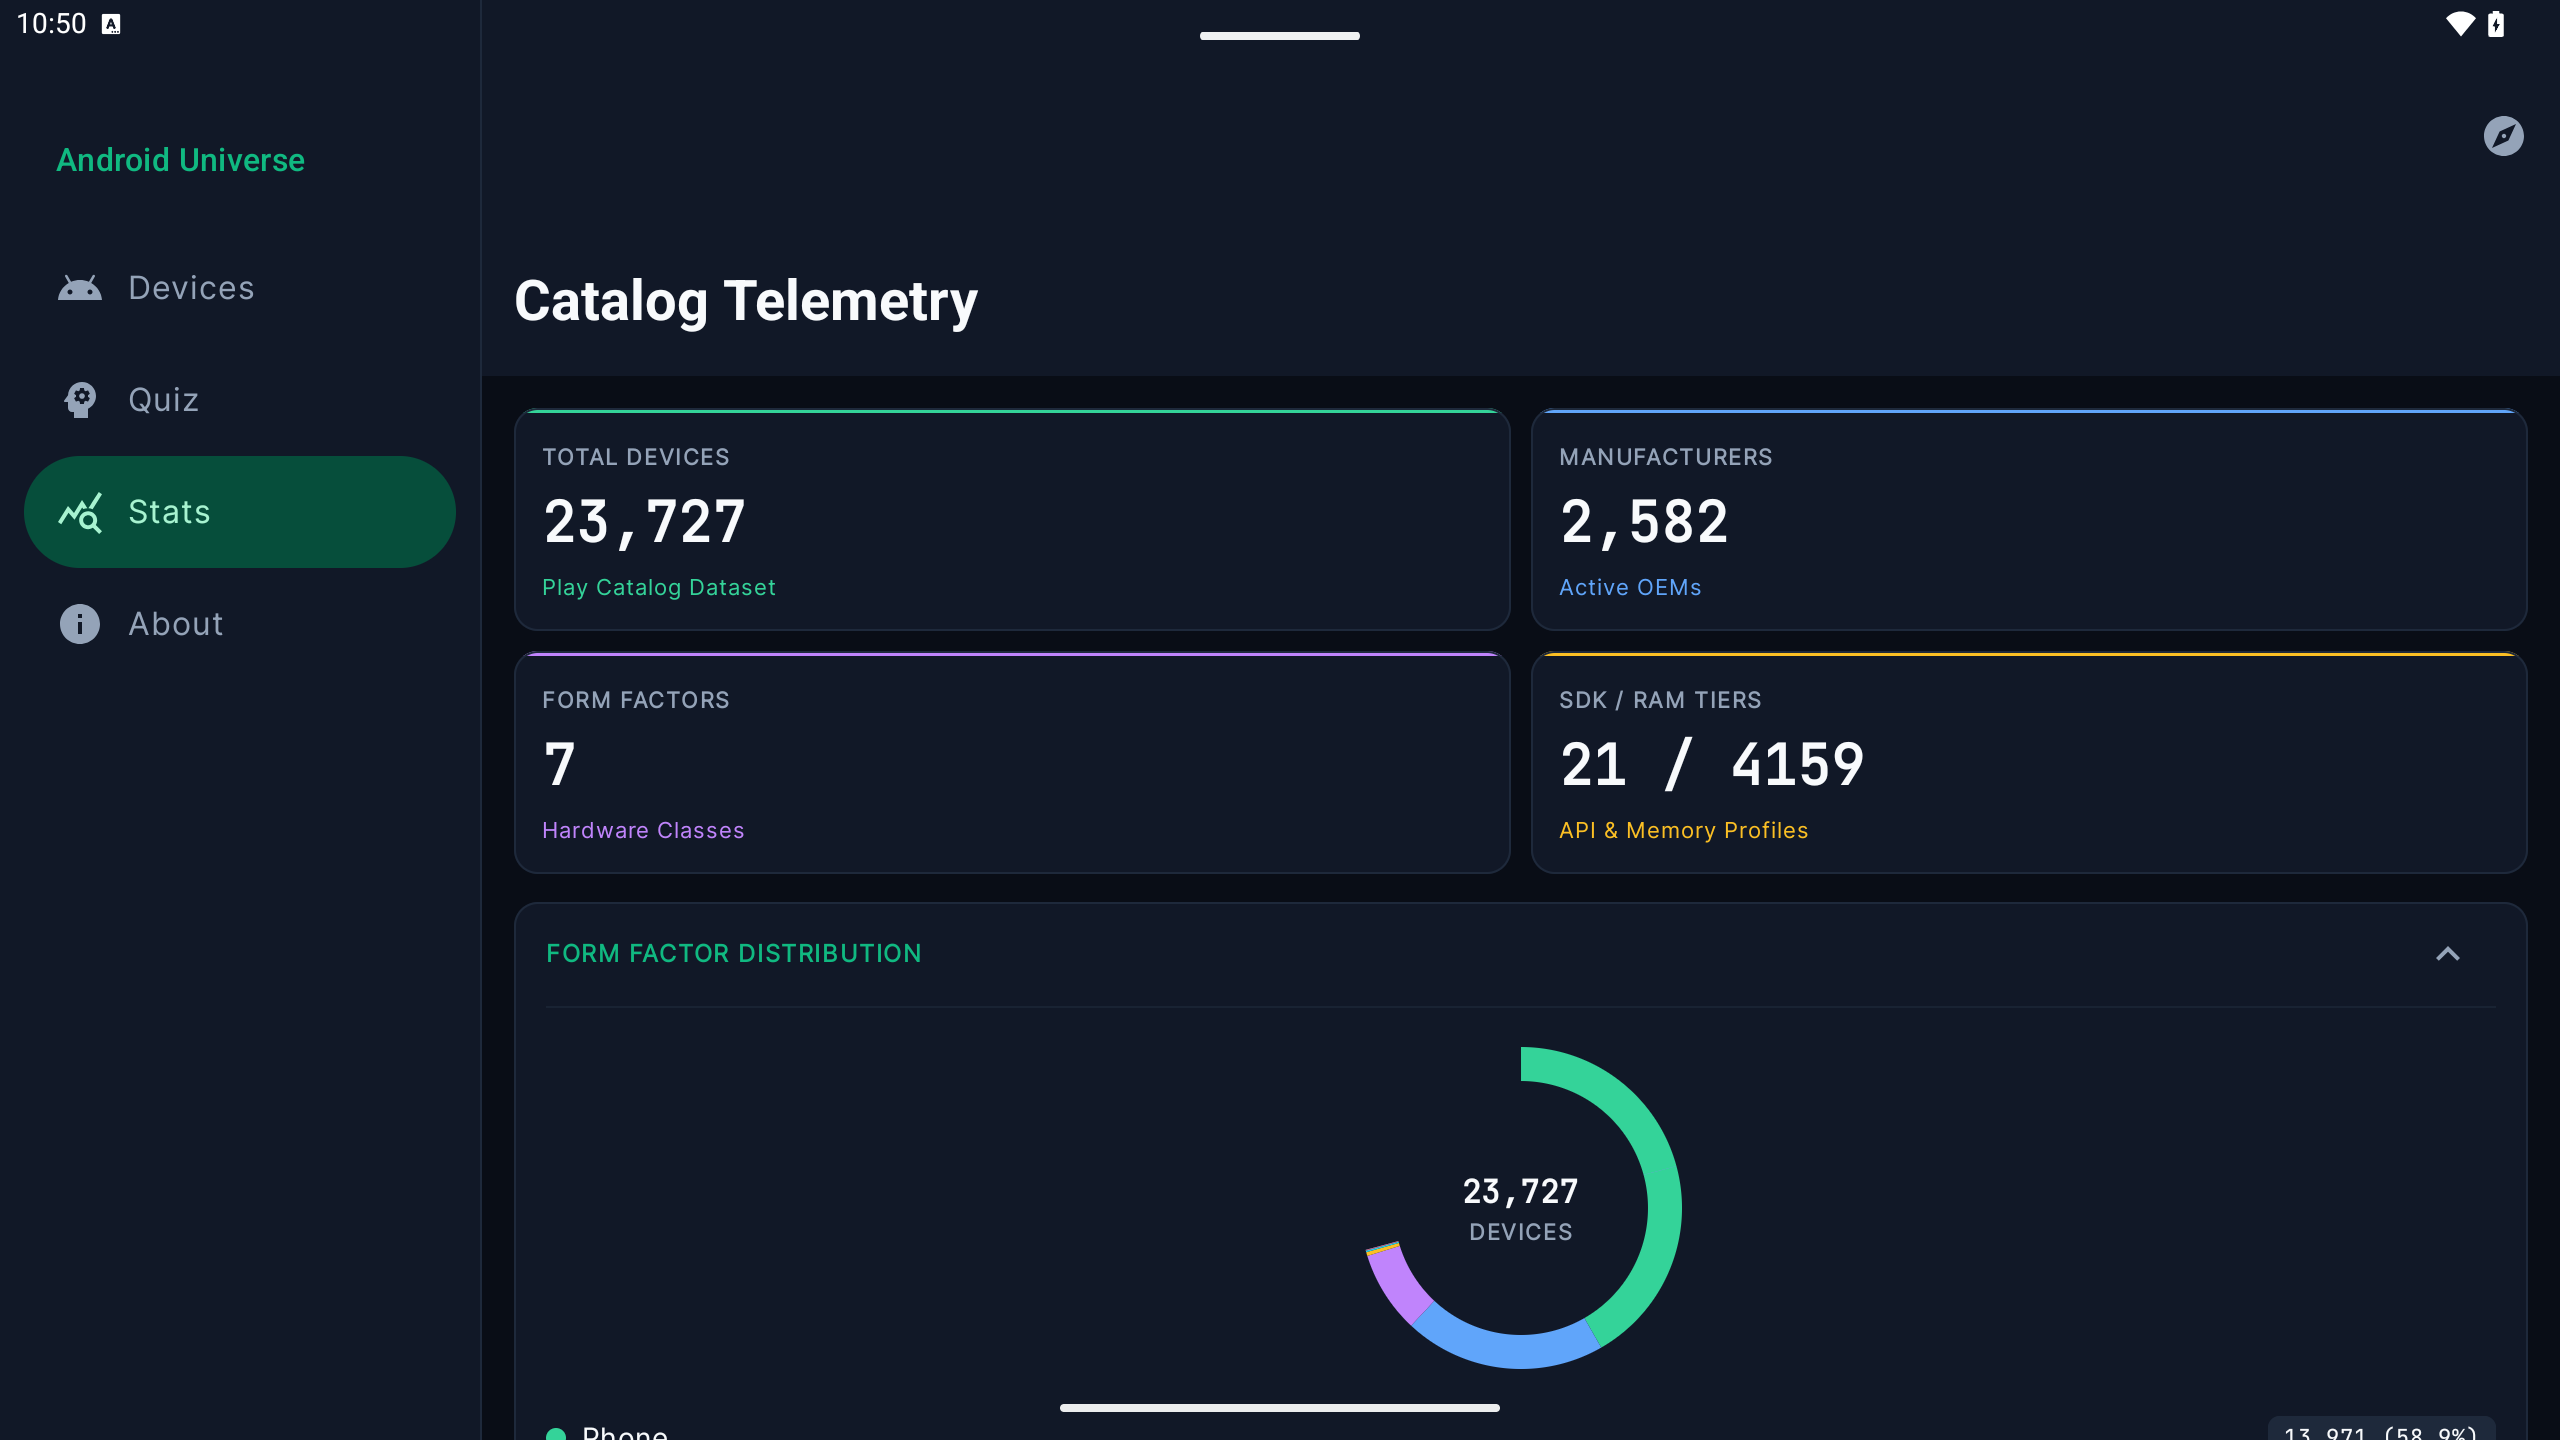 10:50
Android Universe
Devices
Quiz
Stats
About
Catalog Telemetry
TOTAL DEVICES
23,727
Play Catalog Dataset
MANUFACTURERS
2,582
Active OEMs
FORM FACTORS
7
Hardware Classes
SDK / RAM TIERS
21 / 4159
API & Memory Profiles
FORM FACTOR DISTRIBUTION
23,727
DEVICES
Phone
13,971 (58.9%)